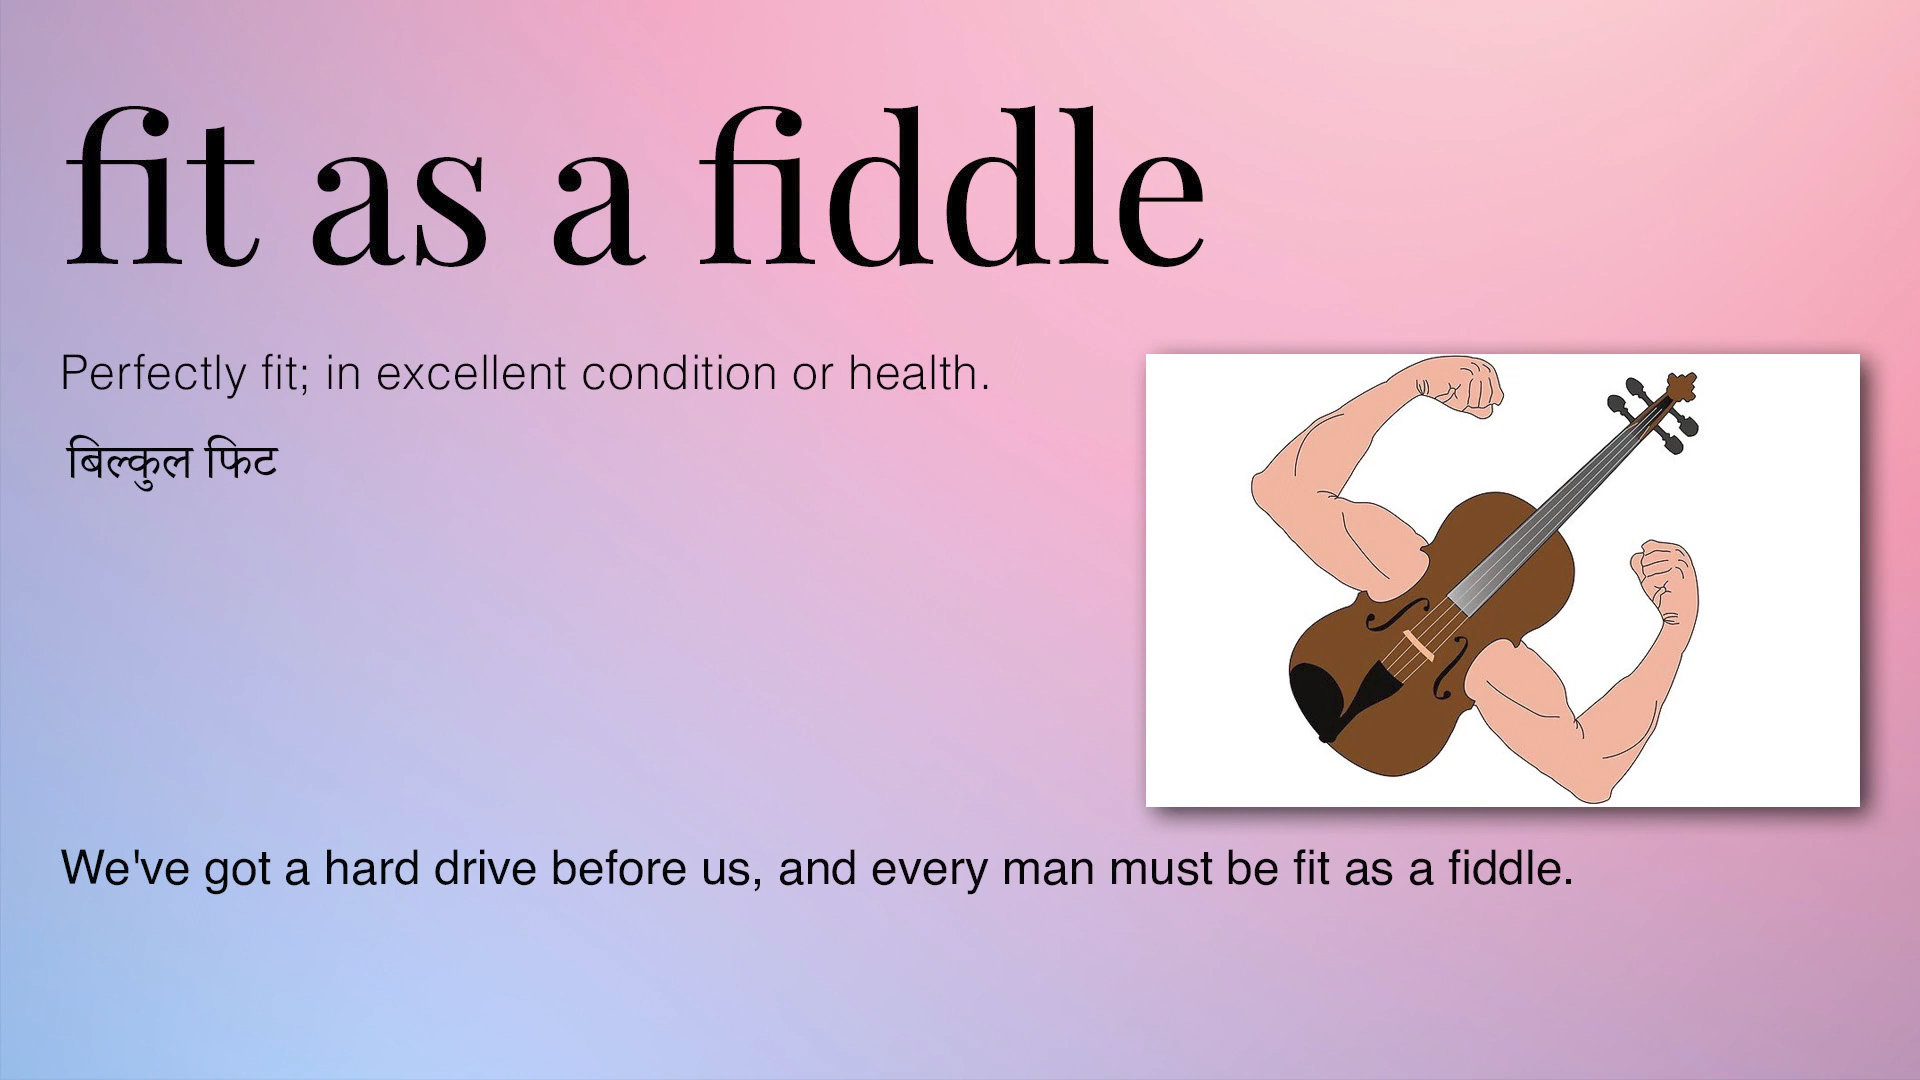 fit as a fiddle
Perfectly fit; in excellent condition or health.
बिल्कुल फिट
We've got a hard drive before us, and every man must be fit as a fiddle.